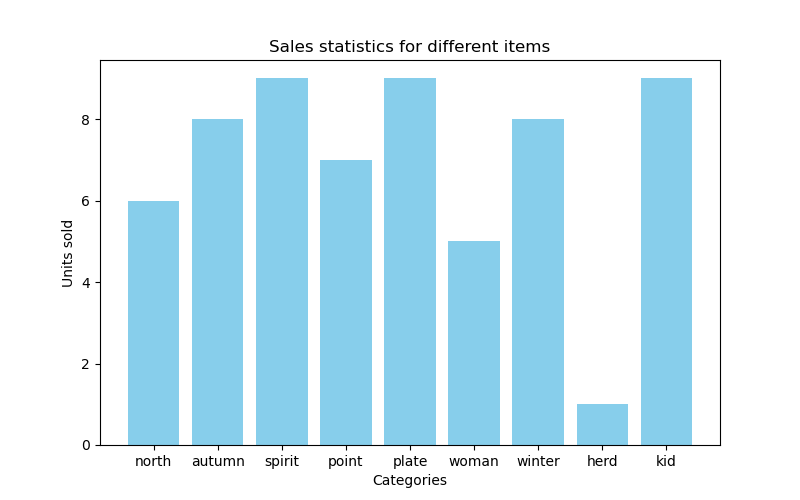 Sales statistics for different items
8
6
4
2
0
Units sold
north autumn spirit point plate woman winter herd kid
Categories